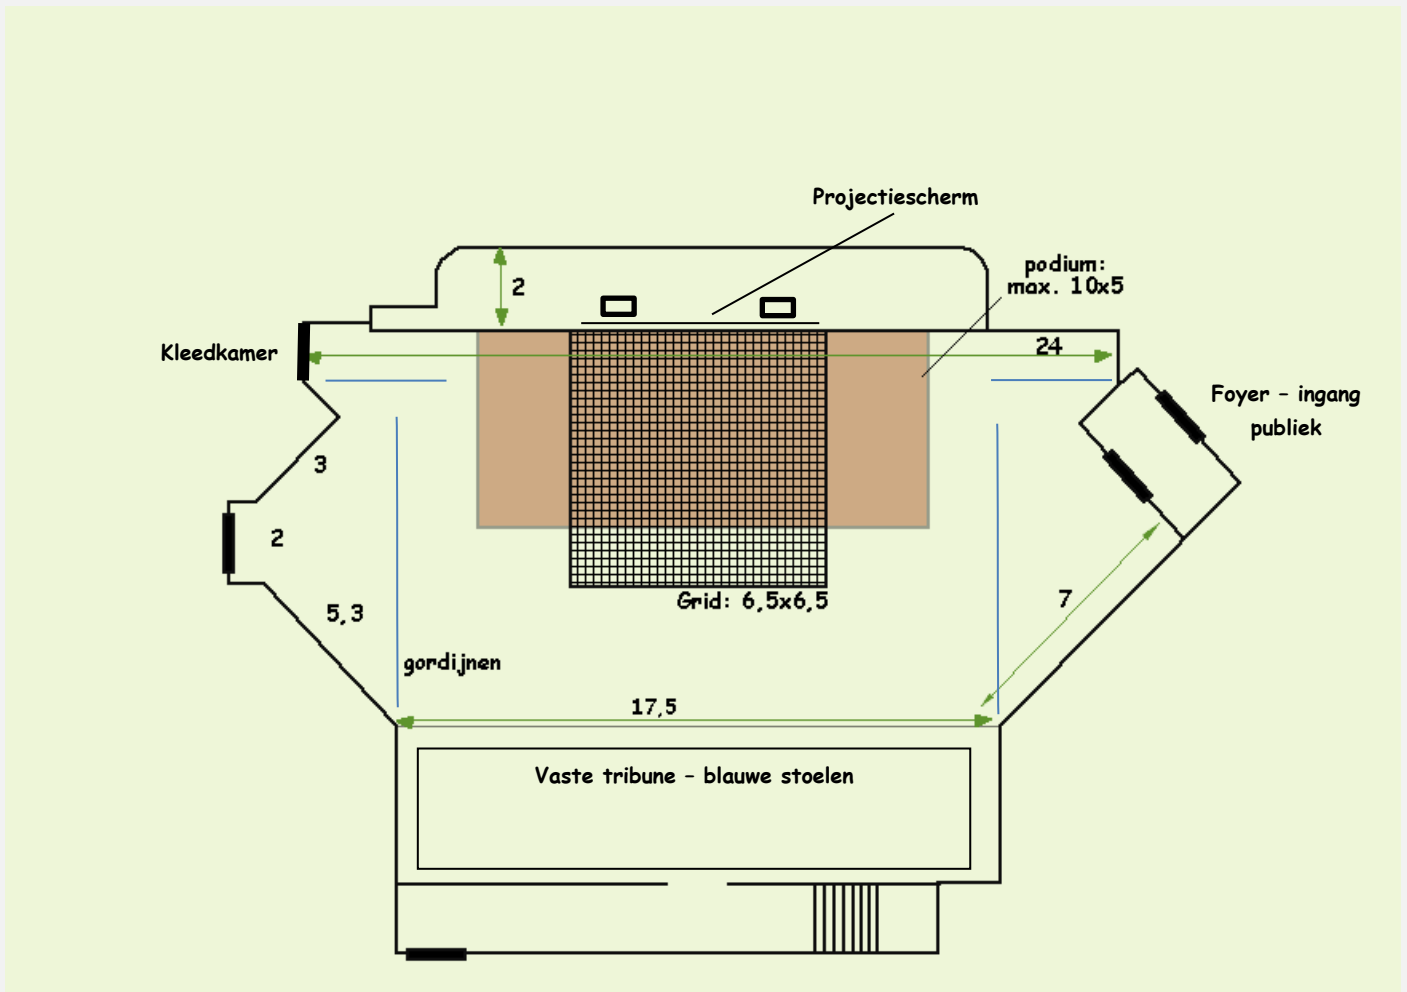 Projectiescherm
podium:
max. 10x5
2
Kleedkamer
24
Foyer - ingang
publiek
3
2
Grid: 6,5x6,5
7
5,3
gordijnen
17,5
Vaste tribune - blauwe stoelen